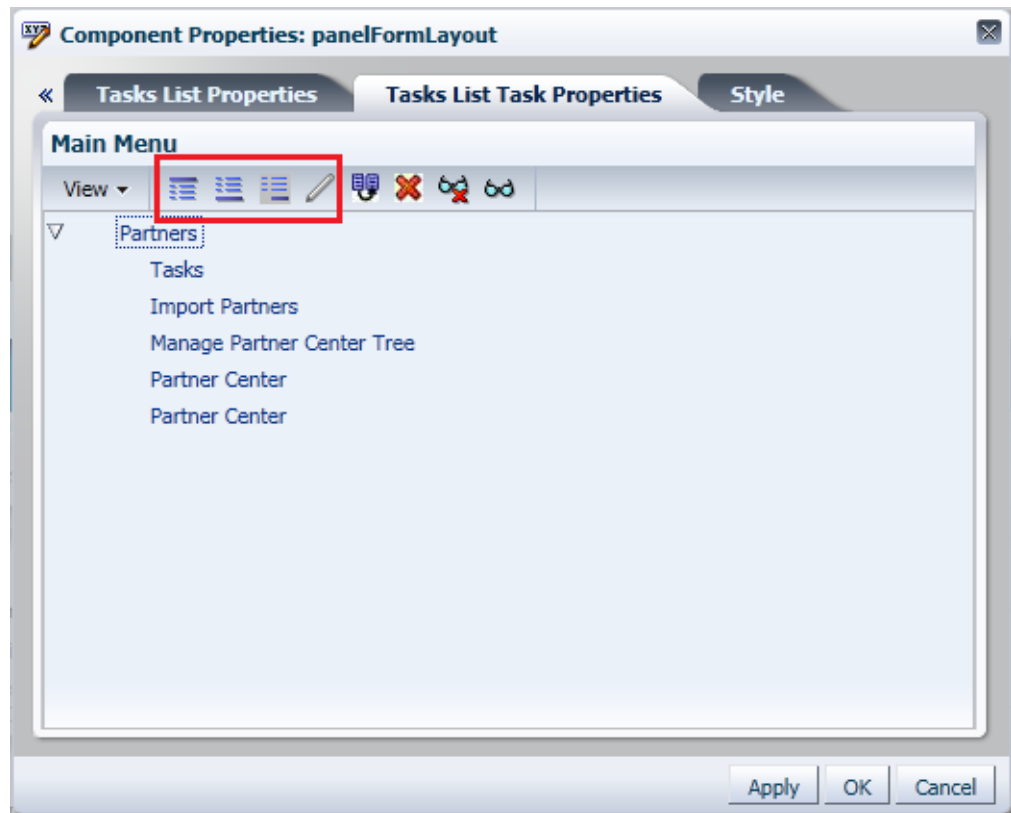 Component Properties: panelFormLayout
« Tasks List Properties Tasks List Task Properties Style
Main Menu
View
Partners
Tasks
Import Partners
Manage Partner Center Tree
Partner Center
Partner Center
Apply OK Cancel